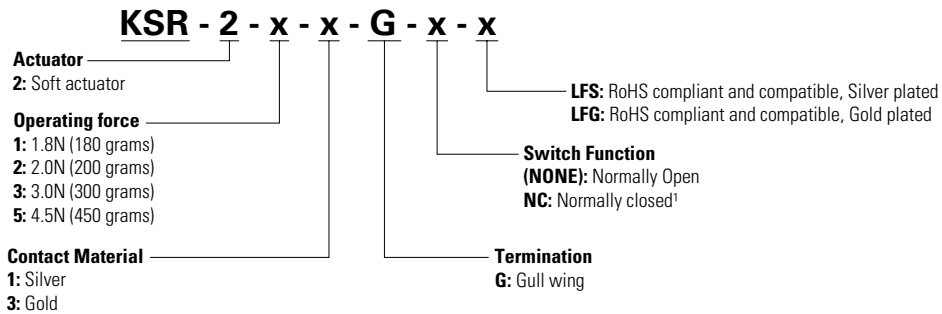 KSR - 2 - x - x - G - x - x
Actuator
2: Soft actuator
Operating force
1: 1.8N (180 grams)
2: 2.0N (200 grams)
3: 3.0N (300 grams)
5: 4.5N (450 grams)
Contact Material
1: Silver
3: Gold
LFS: RoHS compliant and compatible, Silver plated
LFG: RoHS compliant and compatible, Gold plated
Switch Function
(NONE): Normally Open
NC: Normally closed¹
Termination
G: Gull wing